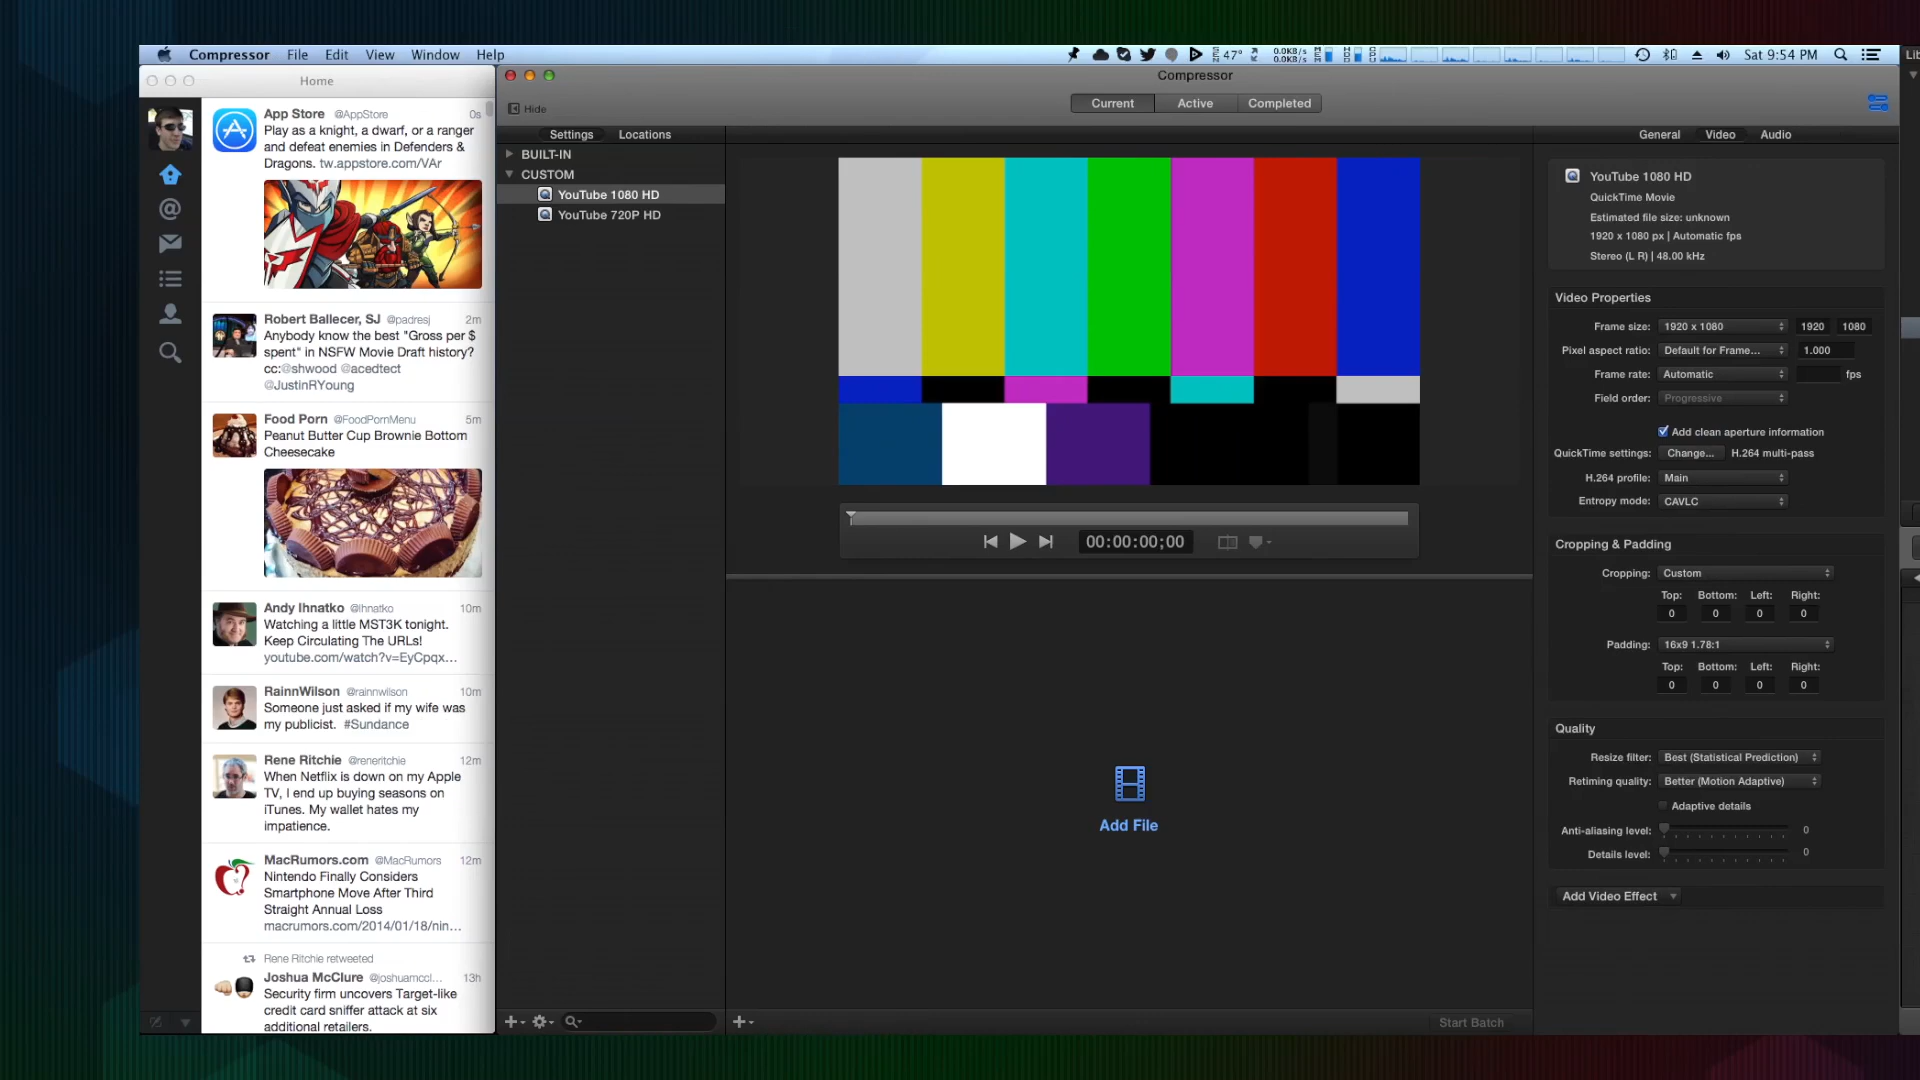 Compressor File Edit View Window Help
47° 0.0KB/s 0.0KB/s Sat 9:54 PM
Home
App Store @AppStore 0s
Play as a knight, a dwarf, or a ranger
and defeat enemies in Defenders &
Dragons. tw.appstore.com/VAr
Robert Ballecer, SJ @padresj 2m
Anybody know the best "Gross per $
spent" in NSFW Movie Draft history?
cc:@shwood @acedtect
@JustinRYoung
Food Porn @FoodPornMenu 5m
Peanut Butter Cup Brownie Bottom
Cheesecake
Andy Ihnatko @Ihnatko 10m
Watching a little MST3K tonight.
Keep Circulating The URLs!
youtube.com/watch?v=EyCpqx...
RainnWilson @rainnwilson 10m
Someone just asked if my wife was
my publicist. #Sundance
Rene Ritchie @reneritchie 12m
When Netflix is down on my Apple
TV, I end up buying seasons on
iTunes. My wallet hates my
impatience.
MacRumors.com @MacRumors 12m
Nintendo Finally Considers
Smartphone Move After Third
Straight Annual Loss
macrumors.com/2014/01/18/nin...
Rene Ritchie retweeted
Joshua McClure @joshuamccl... 13h
Security firm uncovers Target-like
credit card sniffer attack at six
additional retailers.
Compressor
Hide
Current Active Completed
Settings Locations
BUILT-IN
CUSTOM
YouTube 1080 HD
YouTube 720P HD
00:00:00;00
Add File
Start Batch
General Video Audio
YouTube 1080 HD
QuickTime Movie
Estimated file size: unknown
1920 x 1080 px | Automatic fps
Stereo (L R) | 48.00 kHz
Video Properties
Frame size: 1920 x 1080 1920 1080
Pixel aspect ratio: Default for Frame... 1.000
Frame rate: Automatic fps
Field order: Progressive
Add clean aperture information
QuickTime settings: Change... H.264 multi-pass
H.264 profile: Main
Entropy mode: CAVLC
Cropping & Padding
Cropping: Custom
Top: Bottom: Left: Right:
0 0 0 0
Padding: 16x9 1.78:1
Top: Bottom: Left: Right:
0 0 0 0
Quality
Resize filter: Best (Statistical Prediction)
Retiming quality: Better (Motion Adaptive)
Adaptive details
Anti-aliasing level: 0
Details level: 0
Add Video Effect
Lib